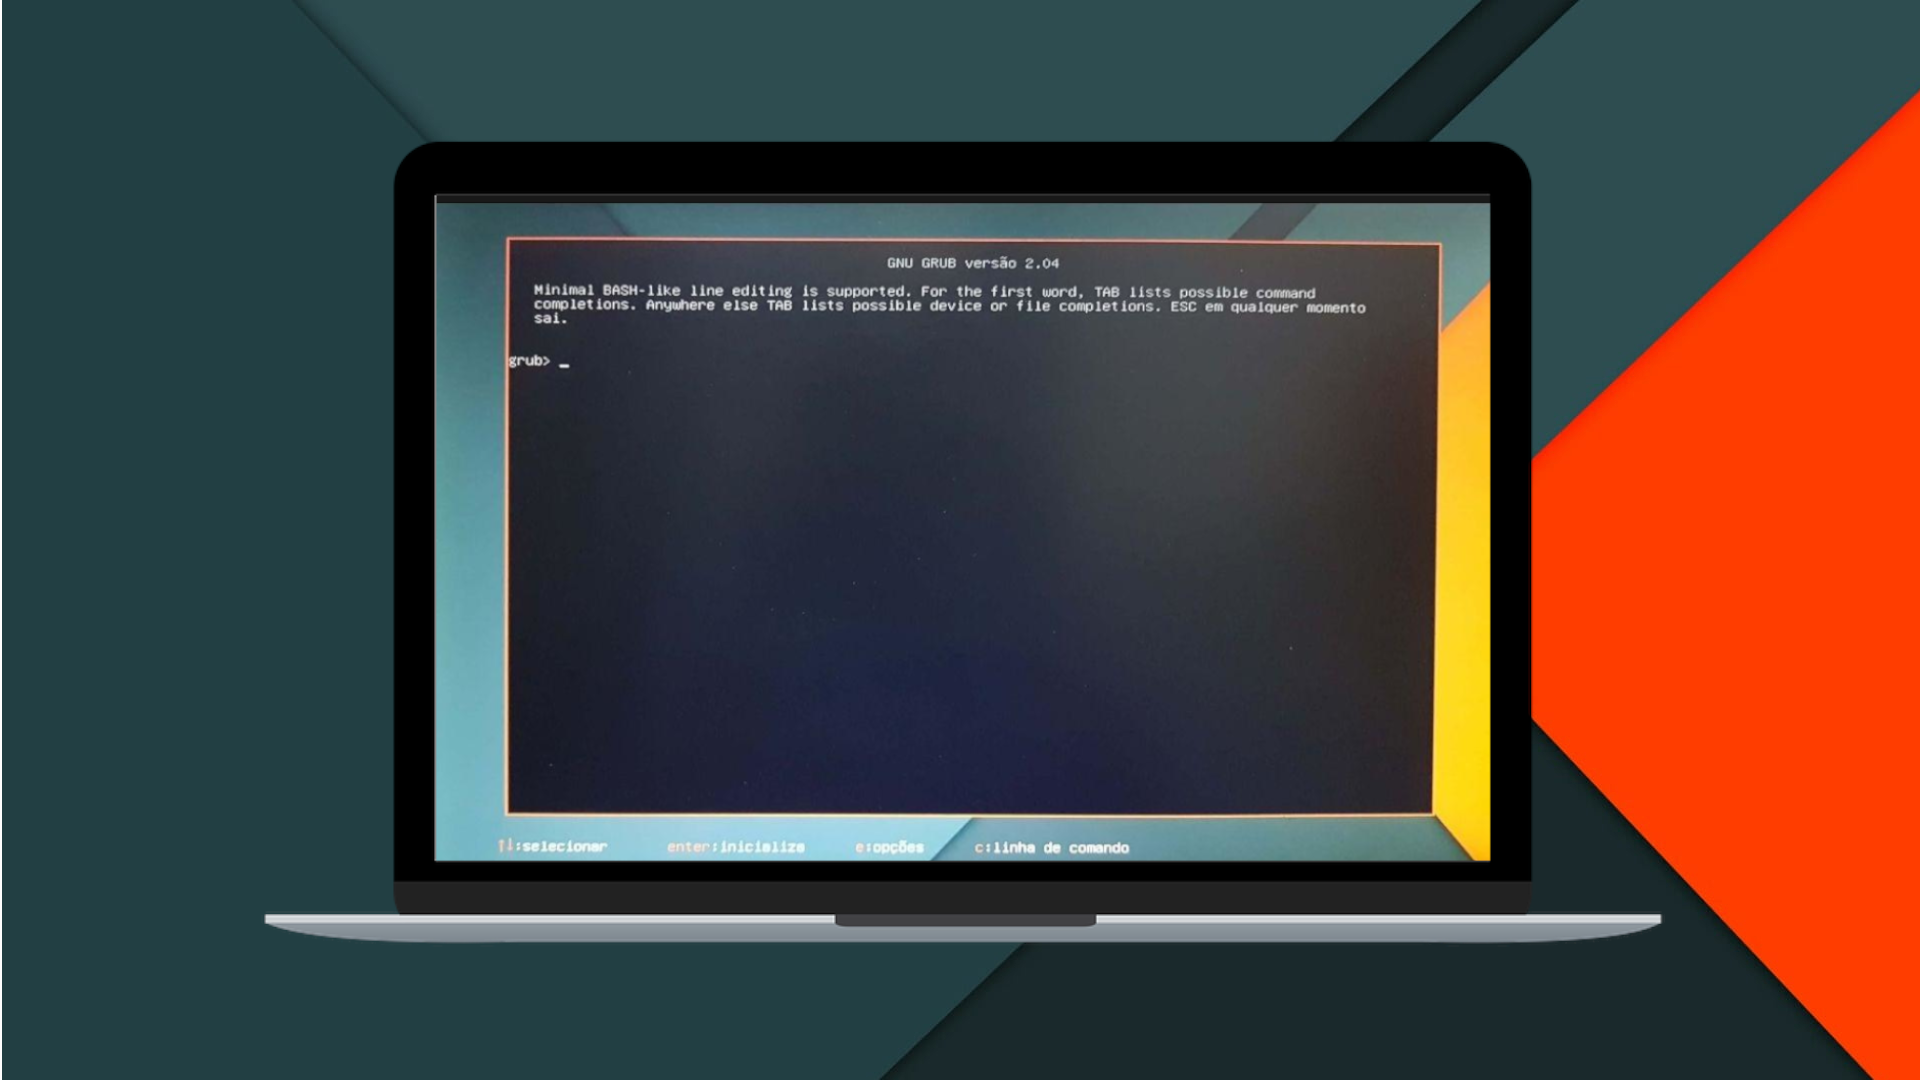 GNU GRUB versão 2.04
Minimal BASH-like line editing is supported. For the first word, TAB lists possible command
completions. Anywhere else TAB lists possible device or file completions. ESC em qualquer momento
sai.
grub> _
↑↓:selecionar enter:inicializa e:opções c:linha de comando